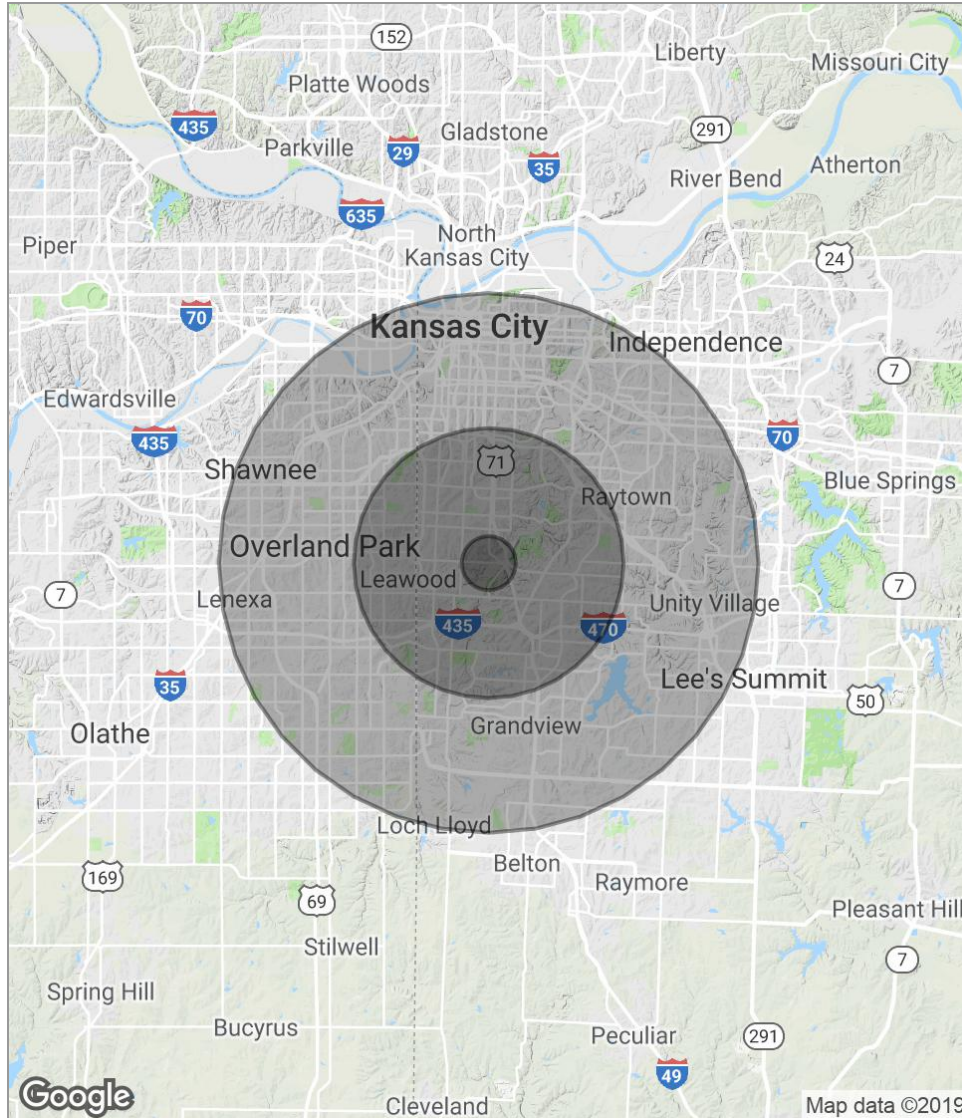 152
Liberty
Missouri City
Platte Woods
435
Gladstone
291
Parkville
29
35
Atherton
River Bend
635
Piper
North
Kansas City
24
70
Kansas City
Independence
7
Edwardsville
435
70
Shawnee
71
Raytown
Blue Springs
Overland Park
Leawood
7
Lenexa
Unity Village
7
435
470
35
Lee's Summit
50
Olathe
Grandview
Loch Lloyd
Belton
169
Raymore
69
Pleasant Hill
Stilwell
7
Spring Hill
Bucyrus
Peculiar
291
49
Google
Cleveland
Map data ©2019